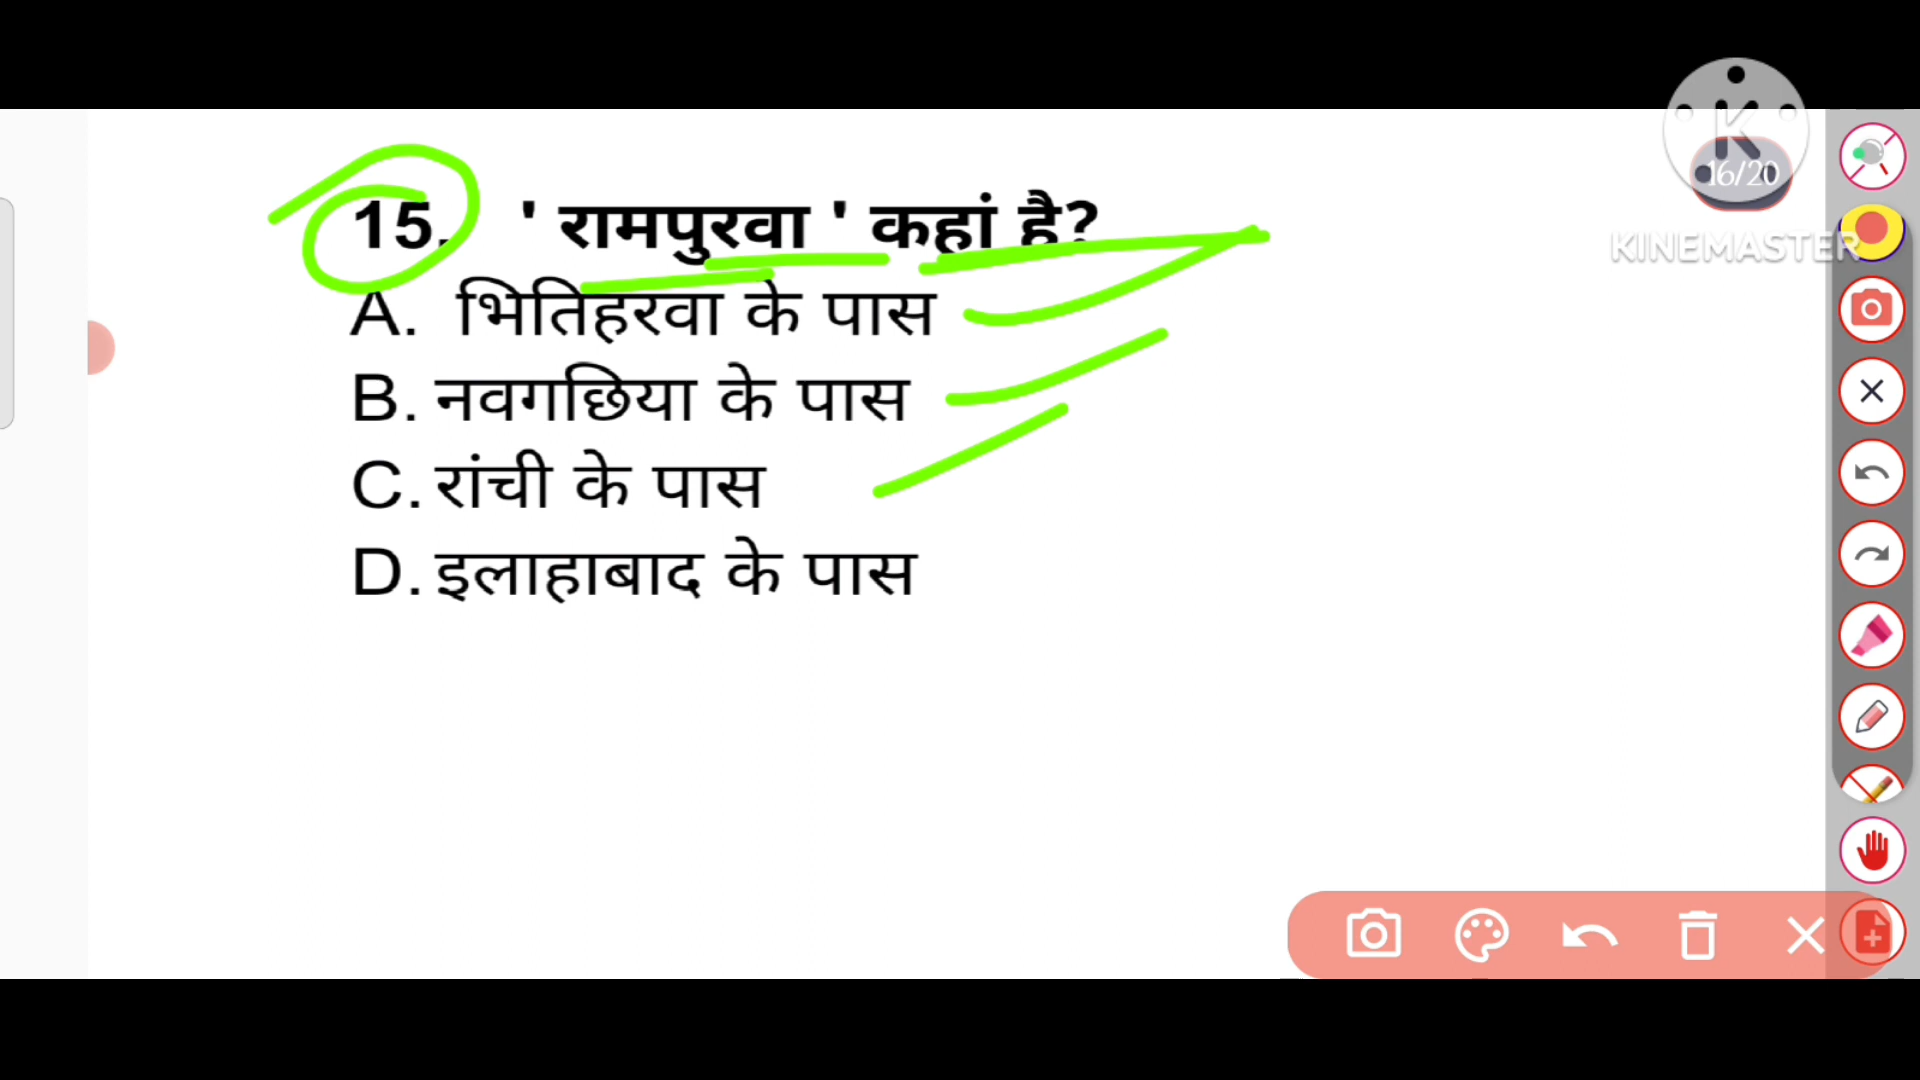 15. ' रामपुरवा ' कहां है?
A. भितिहरवा के पास
B. नवगछिया के पास
C. रांची के पास
D. इलाहाबाद के पास
K
16/20
KINEMASTER